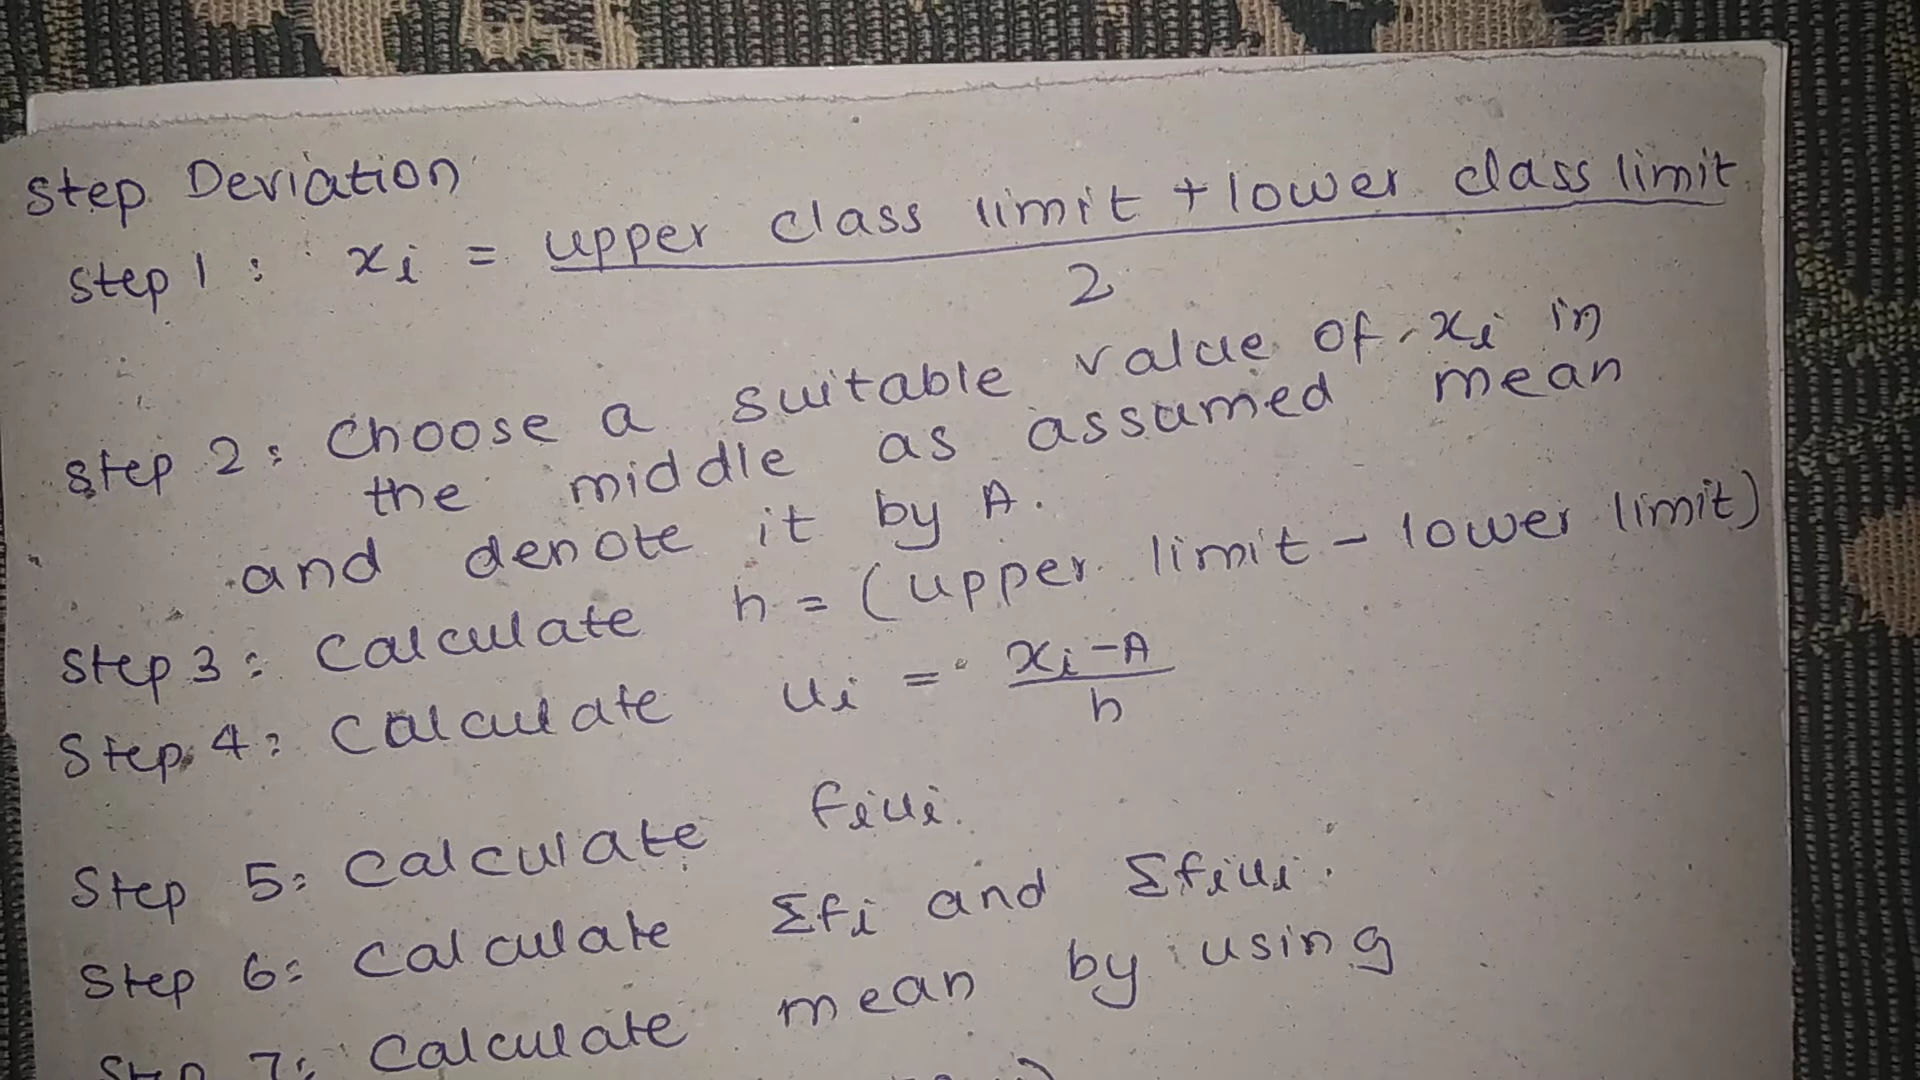 Step Deviation
Step 1 : xi = upper class limit + lower class limit
2
Step 2 : Choose a suitable value of xi in
the middle as assumed mean
and denote it by A.
Step 3 : Calculate h = (upper limit - lower limit)
Step 4 : Calculate ui = xi - A
h
Step 5 : Calculate fiui.
Step 6 : Calculate Σfi and Σfiui.
Step 7 : Calculate mean by using